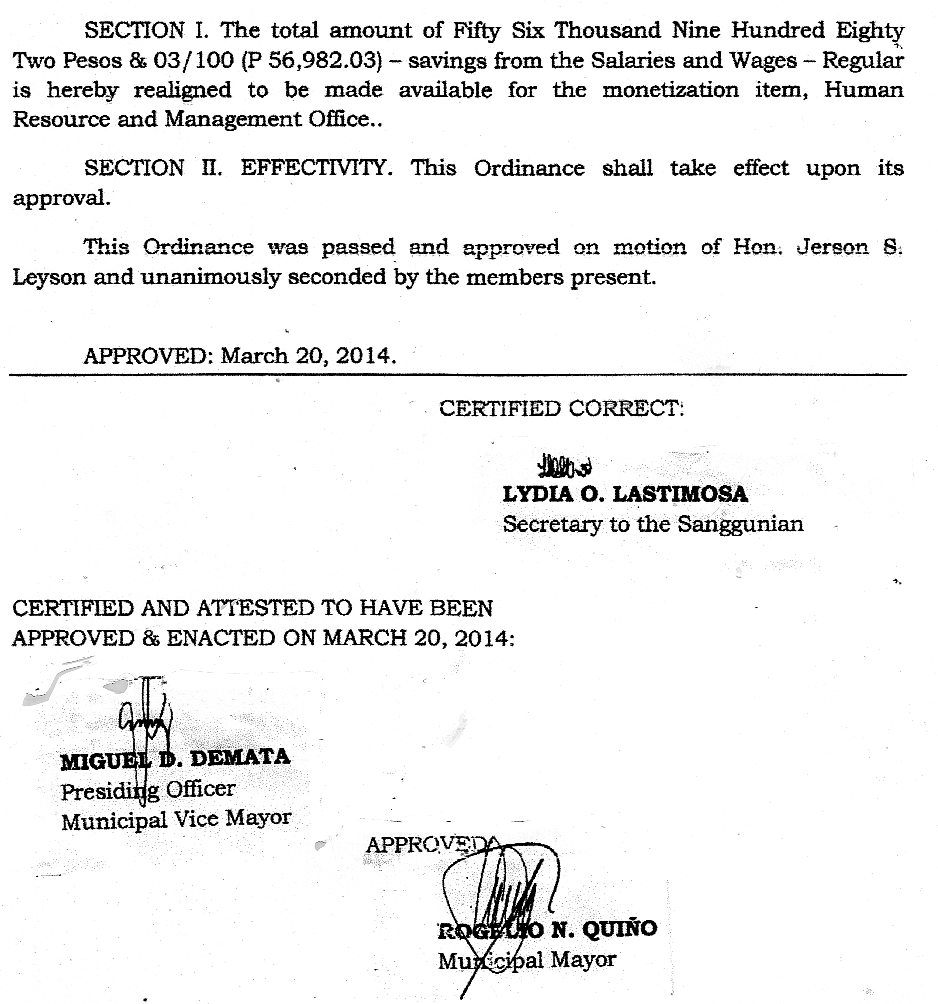 SECTION I. The total amount of Fifty Six Thousand Nine Hundred Eighty
Two Pesos & 03/100 (P 56,982.03) – savings from the Salaries and Wages – Regular
is hereby realigned to be made available for the monetization item, Human
Resource and Management Office..
SECTION II. EFFECTIVITY. This Ordinance shall take effect upon its
approval.
This Ordinance was passed and approved on motion of Hon. Jerson S.
Leyson and unanimously seconded by the members present.
APPROVED: March 20, 2014.
CERTIFIED CORRECT:
LYDIA O. LASTIMOSA
Secretary to the Sanggunian
CERTIFIED AND ATTESTED TO HAVE BEEN
APPROVED & ENACTED ON MARCH 20, 2014:
MIGUEL D. DEMATA
Presiding Officer
Municipal Vice Mayor
APPROVED
ROGELIO N. QUIÑO
Municipal Mayor